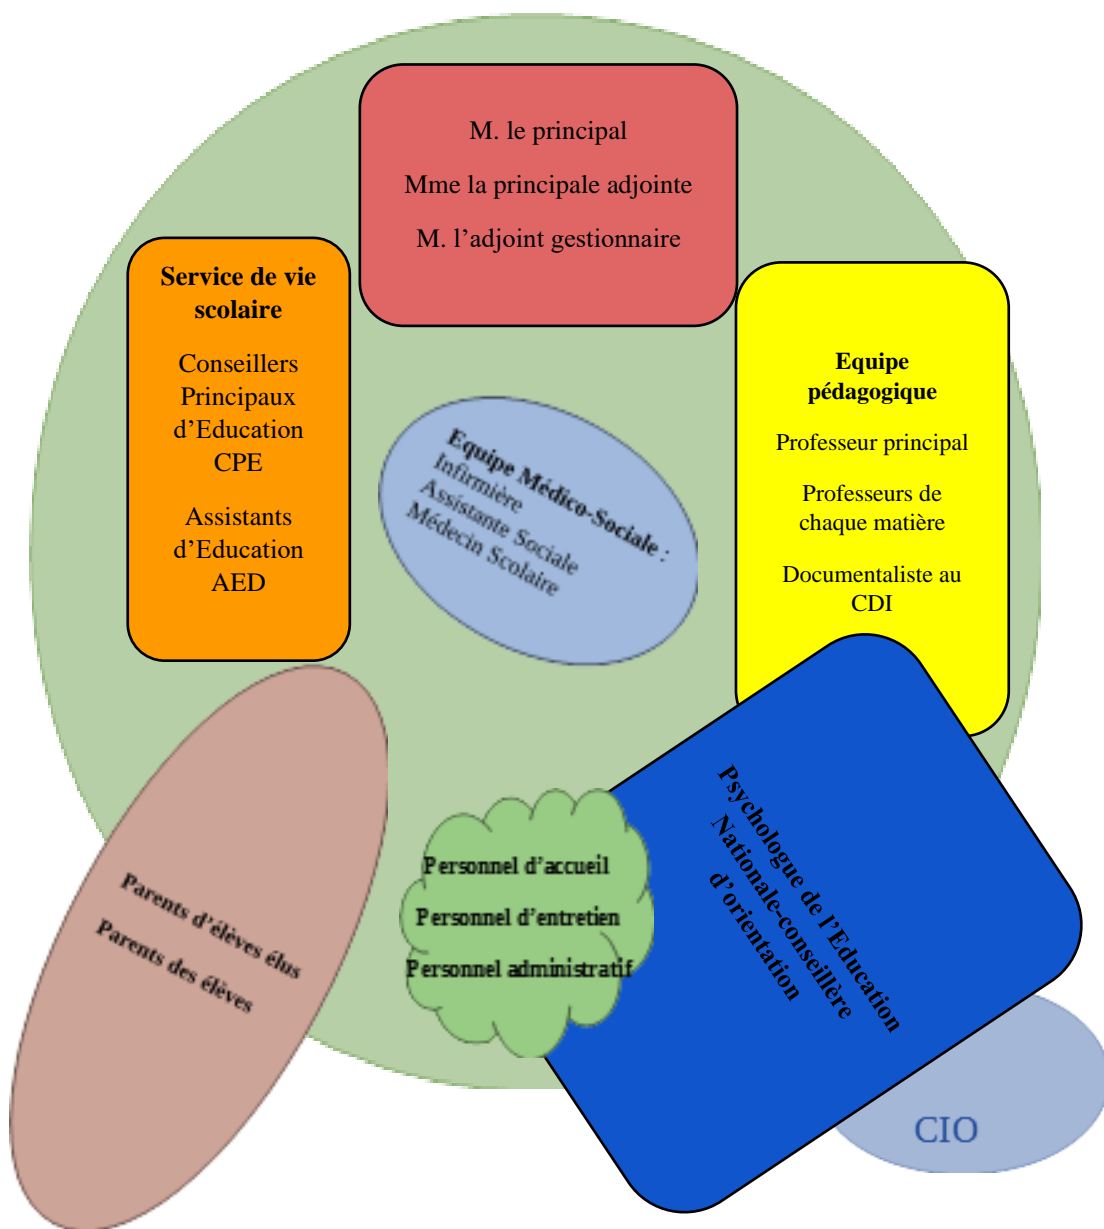 M. le principal
Mme la principale adjointe
M. l’adjoint gestionnaire
Service de vie
scolaire
Conseillers
Principaux
d’Education
CPE
Assistants
d’Education
AED
Equipe
pédagogique
Professeur principal
Professeurs de
chaque matière
Documentaliste au
CDI
Equipe Médico-Sociale :
Infirmière
Assistante Sociale
Médecin Scolaire
Parents d’élèves élus
Parents des élèves
Personnel d’accueil
Personnel d’entretien
Personnel administratif
Psychologue de l’Education
Nationale-conseillère
d’orientation
CIO